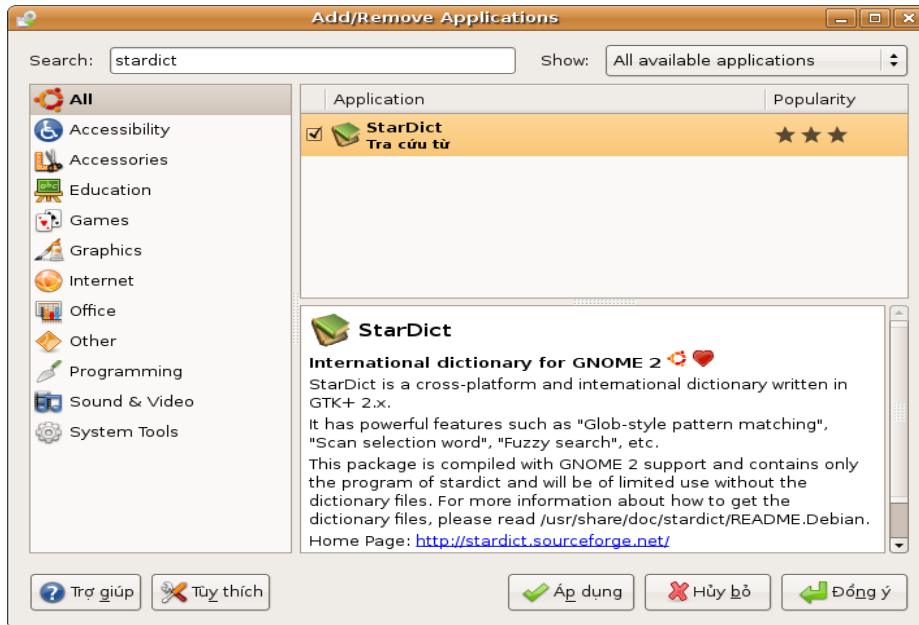 Add/Remove Applications
Search: stardict Show: All available applications
All
Accessibility
Accessories
Education
Games
Graphics
Internet
Office
Other
Programming
Sound & Video
System Tools
Application Popularity
StarDict
Tra cứu từ
StarDict
International dictionary for GNOME 2
StarDict is a cross-platform and international dictionary written in
GTK+ 2.x.
It has powerful features such as "Glob-style pattern matching",
"Scan selection word", "Fuzzy search", etc.
This package is compiled with GNOME 2 support and contains only
the program of stardict and will be of limited use without the
dictionary files. For more information about how to get the
dictionary files, please read /usr/share/doc/stardict/README.Debian.
Home Page: http://stardict.sourceforge.net/
Trợ giúp Tùy thích Áp dụng Hủy bỏ Đồng ý